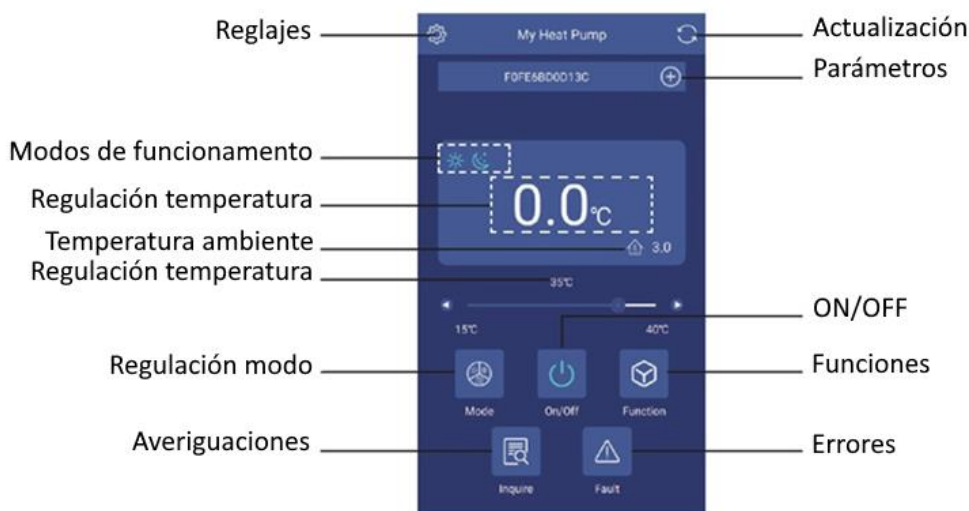 Reglajes
My Heat Pump
Actualización
F0FE6BD0D13C
Parámetros
Modos de funcionamento
Regulación temperatura
0.0°C
Temperatura ambiente
3.0
Regulación temperatura
35°C
15°C
40°C
ON/OFF
Regulación modo
Funciones
Mode
On/Off
Function
Averiguaciones
Errores
Inquire
Fault